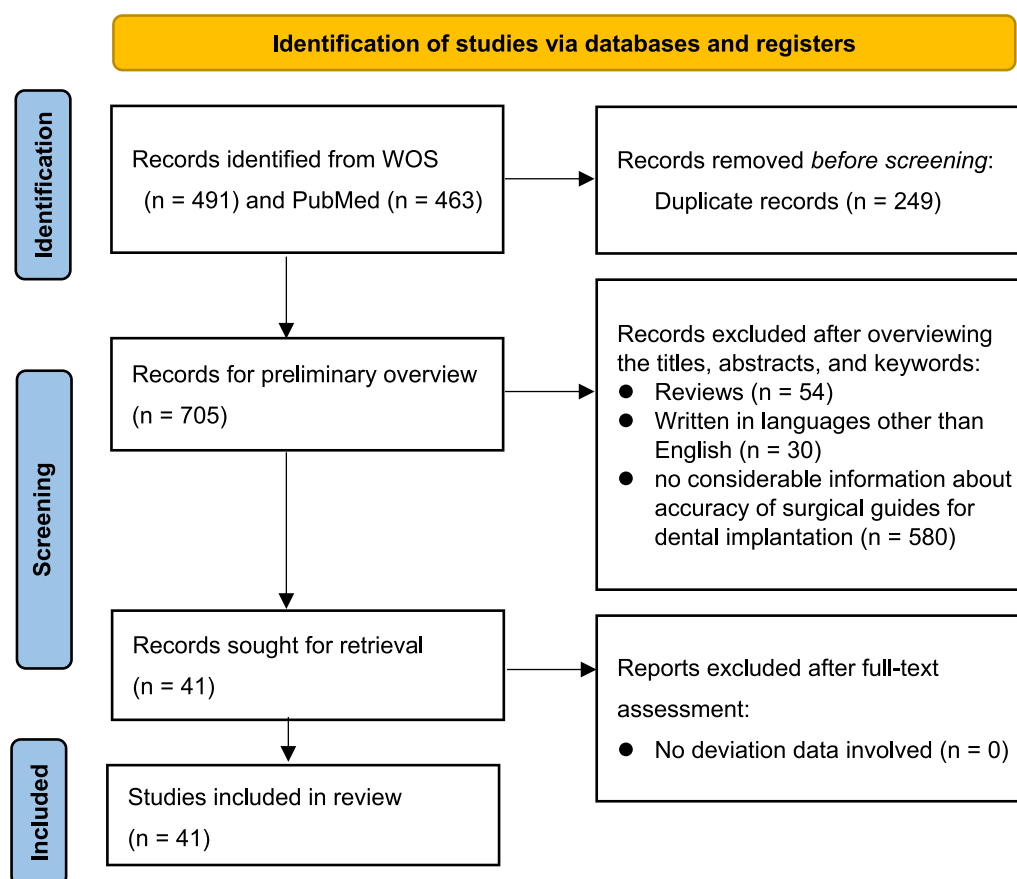 Identification of studies via databases and registers
Identification
Records identified from WOS
(n = 491) and PubMed (n = 463)
Records removed before screening:
Duplicate records (n = 249)
Screening
Records for preliminary overview
(n = 705)
Records excluded after overviewing
the titles, abstracts, and keywords:
● Reviews (n = 54)
● Written in languages other than
English (n = 30)
● no considerable information about
accuracy of surgical guides for
dental implantation (n = 580)
Records sought for retrieval
(n = 41)
Reports excluded after full-text
assessment:
● No deviation data involved (n = 0)
Included
Studies included in review
(n = 41)